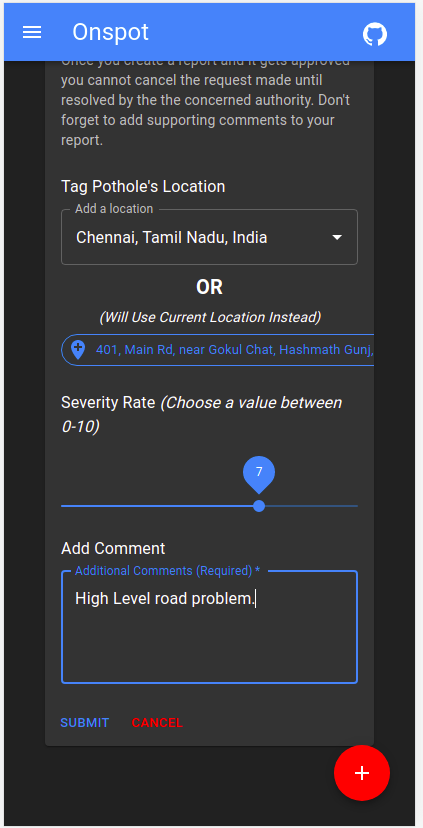 Onspot
Once you create a report and it gets approved
you cannot cancel the request made until
resolved by the the concerned authority. Don't
forget to add supporting comments to your
report.
Tag Pothole's Location
Add a location
Chennai, Tamil Nadu, India
OR
(Will Use Current Location Instead)
401, Main Rd, near Gokul Chat, Hashmath Gunj,
Severity Rate (Choose a value between
0-10)
7
Add Comment
Additional Comments (Required) *
High Level road problem.
SUBMIT CANCEL
+